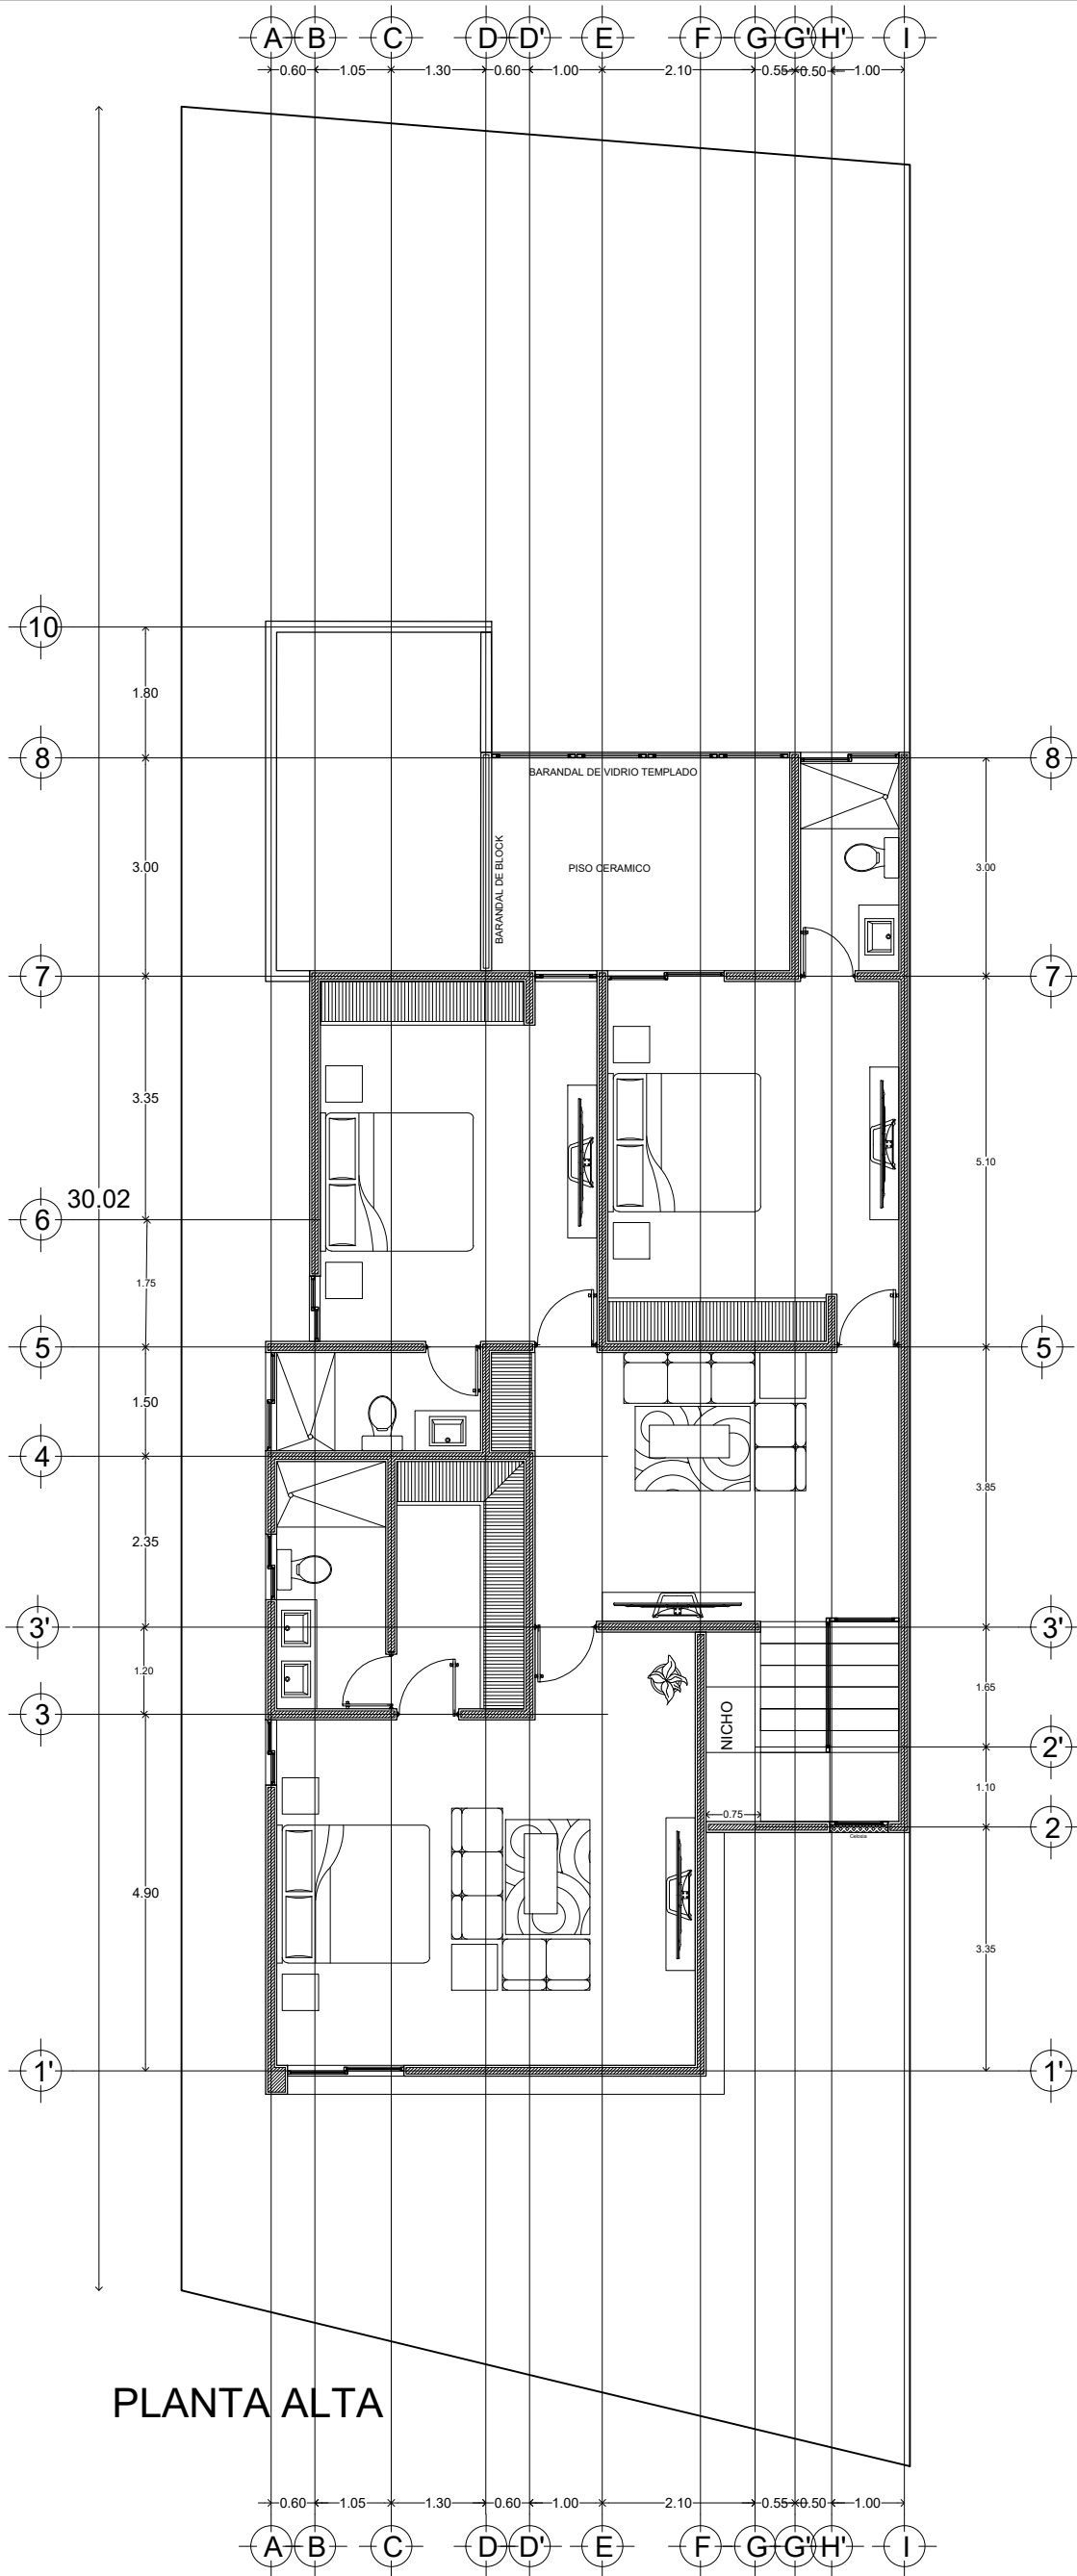 A B C D D' E F G G' H' I
0.60 1.05 1.30 0.60 1.00 2.10 0.55 0.50 1.00
10
1.80
8 8
BARANDAL DE VIDRIO TEMPLADO
BARANDAL DE BLOCK
PISO CERAMICO
3.00 3.00
7 7
3.35
5.10
30.02
6
1.75
5 5
1.50
4
3.85
2.35
3' 3'
1.20
1.65
3
NICHO
2'
1.10
0.75
2
Celosia
4.90
3.35
1' 1'
PLANTA ALTA
0.60 1.05 1.30 0.60 1.00 2.10 0.55 0.50 1.00
A B C D D' E F G G' H' I